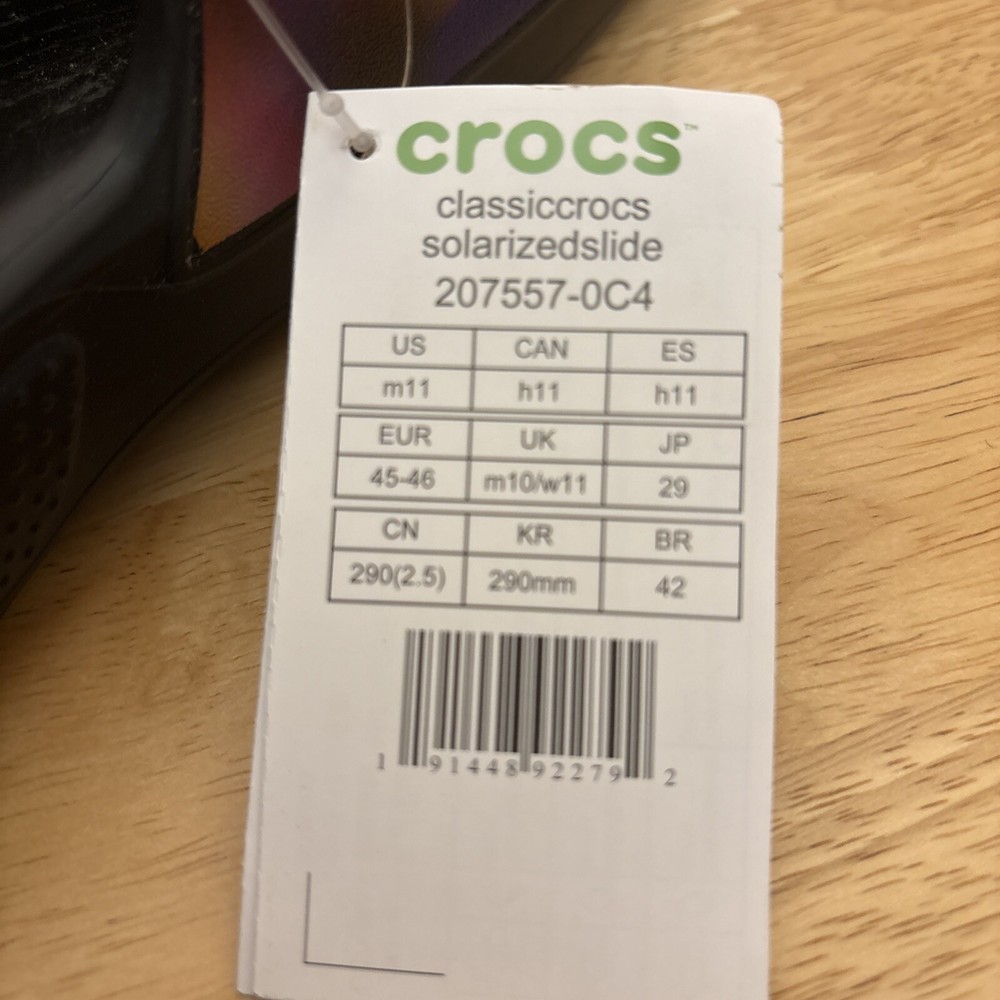 crocs™
classiccrocs
solarizedslide
207557-0C4
US CAN ES
m11 h11 h11
EUR UK JP
45-46 m10/w11 29
CN KR BR
290(2.5) 290mm 42
1 91448 92279 2